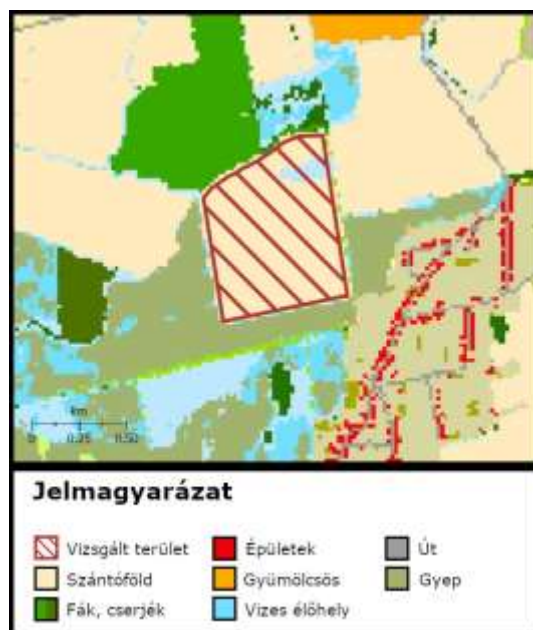 km
0 0.25 0.50
Jelmagyarázat
Vizsgált terület
Épületek
Út
Szántóföld
Gyümölcsös
Gyep
Fák, cserjék
Vizes élőhely